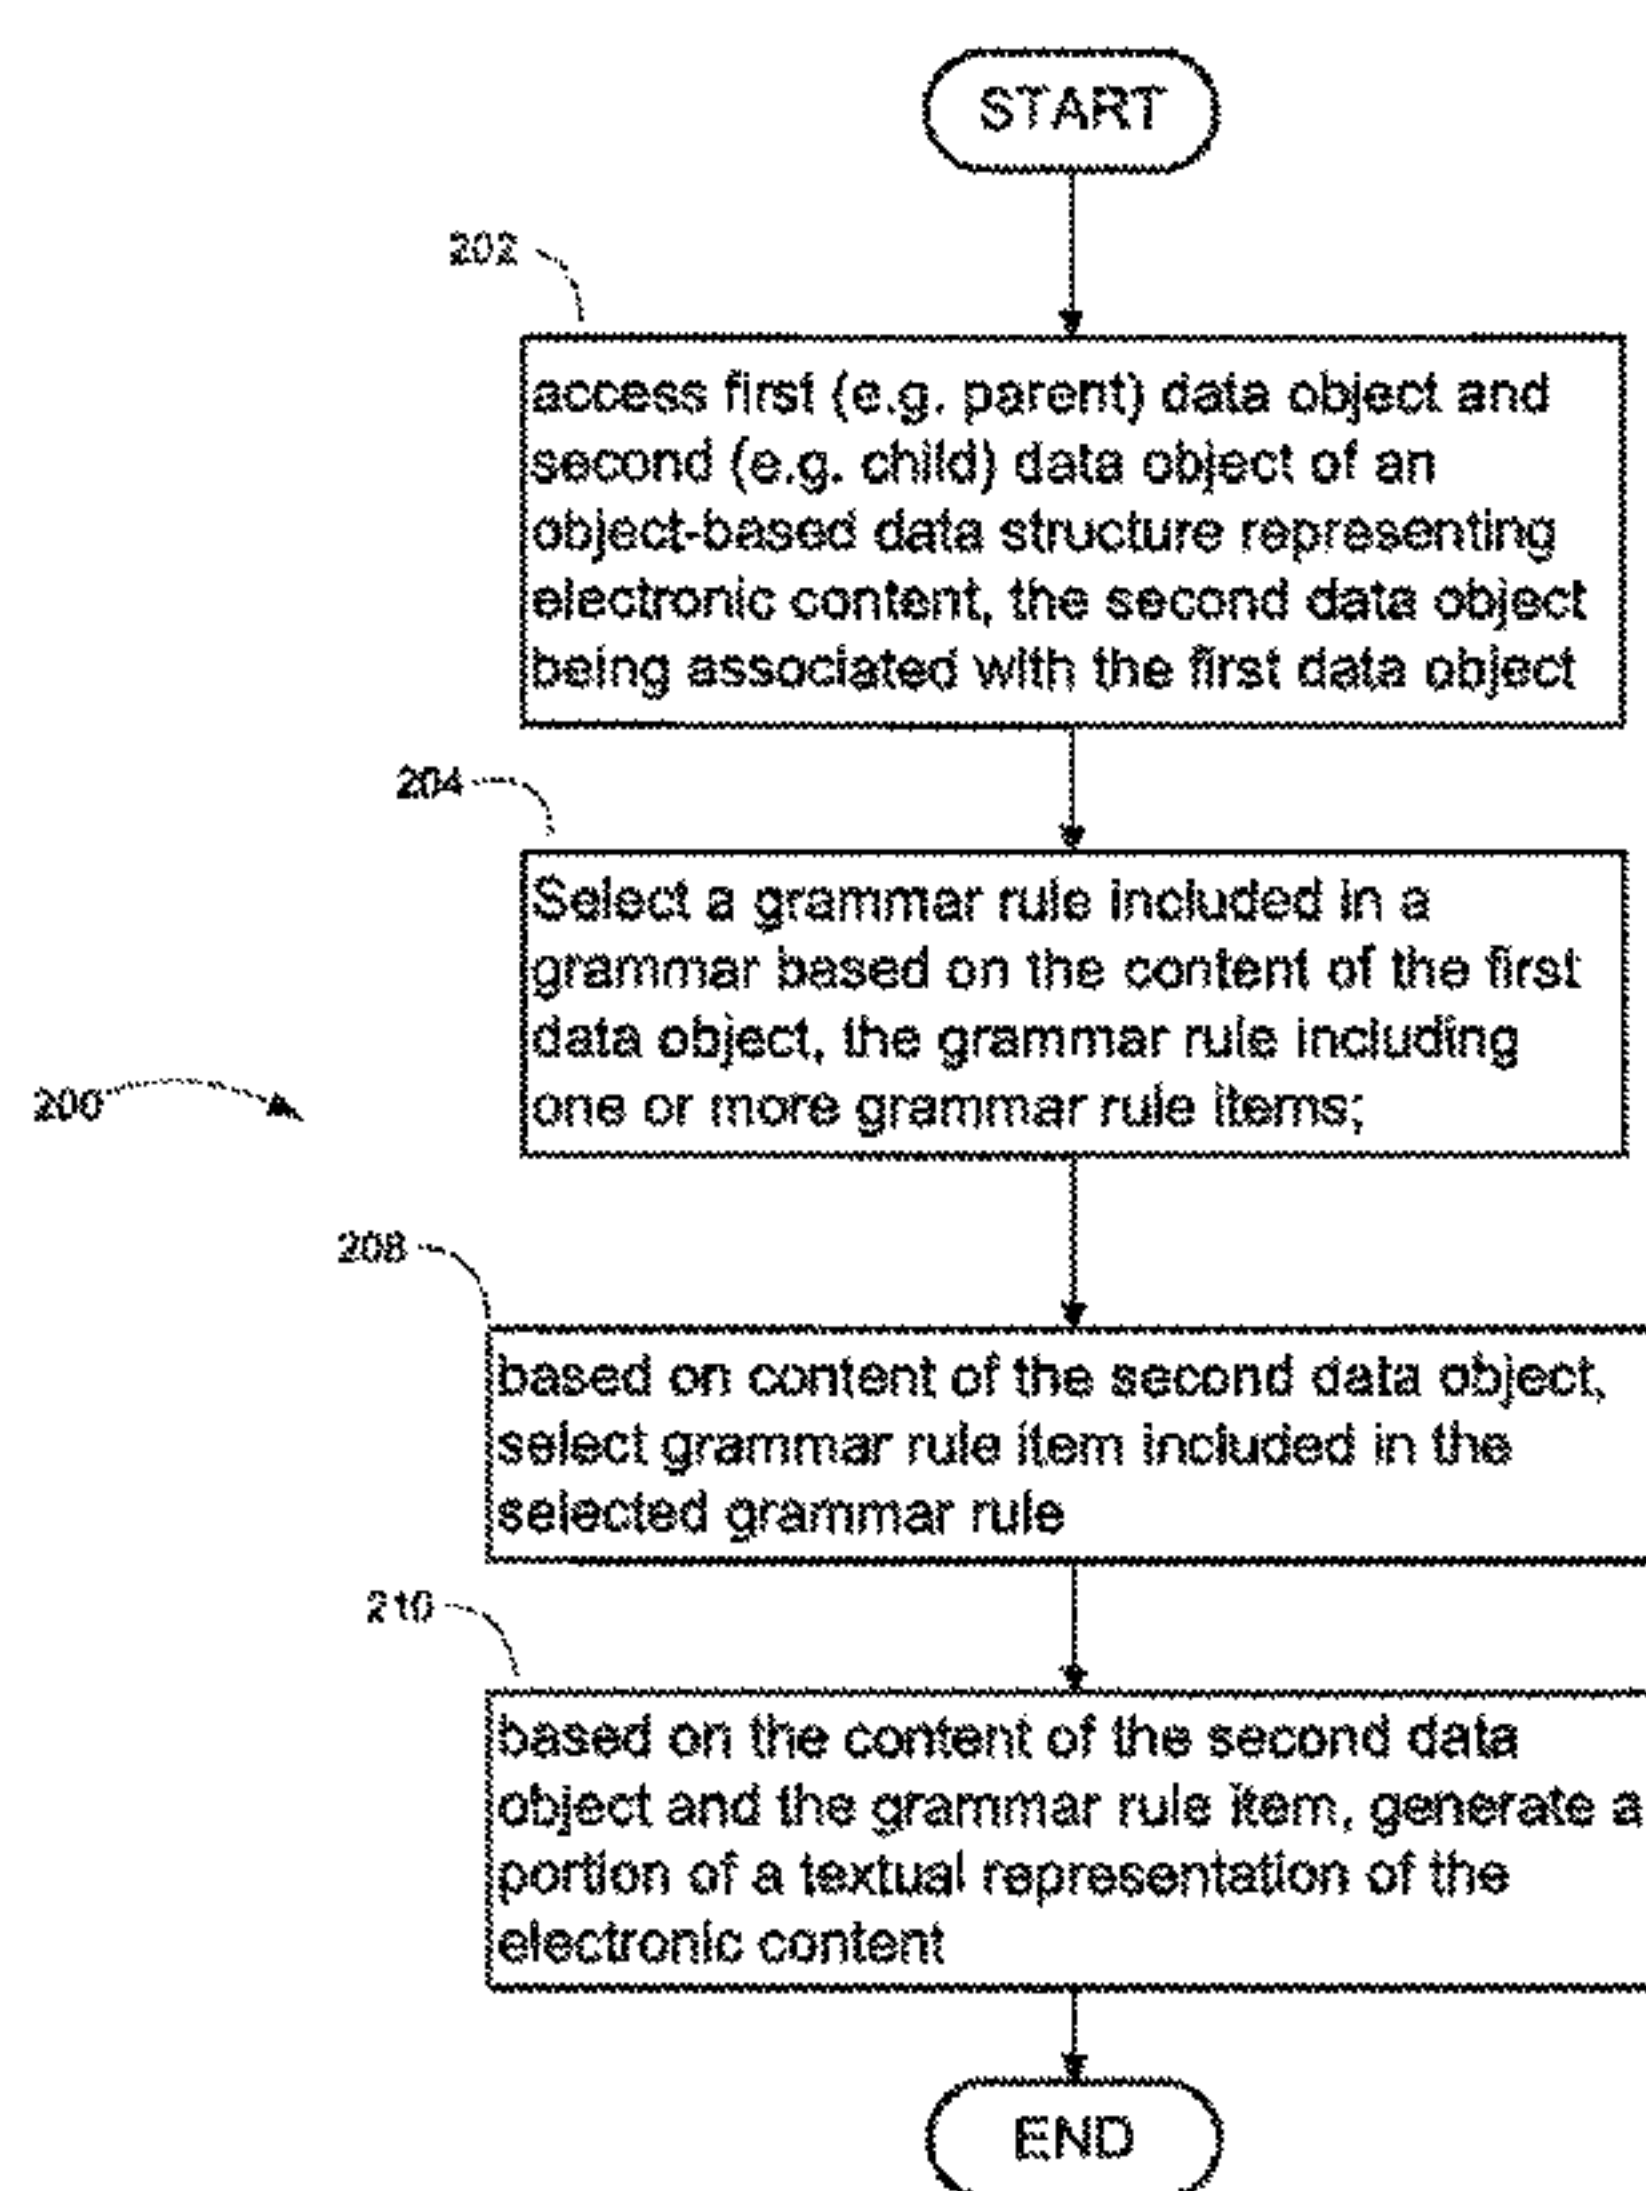 START
202
access first (e.g. parent) data object and
second (e.g. child) data object of an
object-based data structure representing
electronic content, the second data object
being associated with the first data object
204
Select a grammar rule included in a
grammar based on the content of the first
data object, the grammar rule including
one or more grammar rule items;
200
208
based on content of the second data object,
select grammar rule item included in the
selected grammar rule
210
based on the content of the second data
object and the grammar rule item, generate a
portion of a textual representation of the
electronic content
END